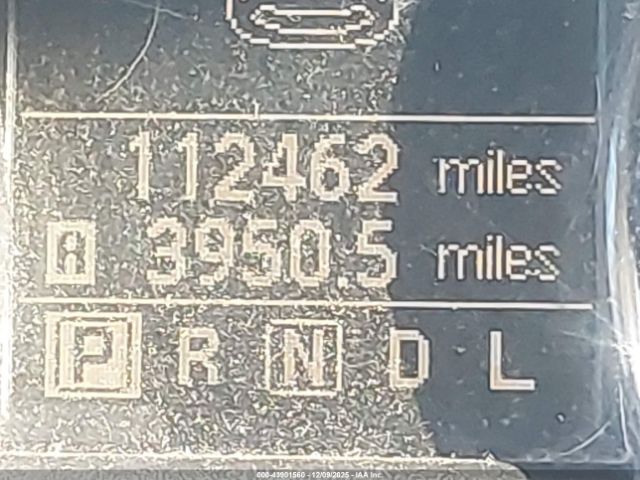 112462 miles
A 3950.5 miles
P R N D L
000-43901560 - 12/09/2025 - IAA Inc.